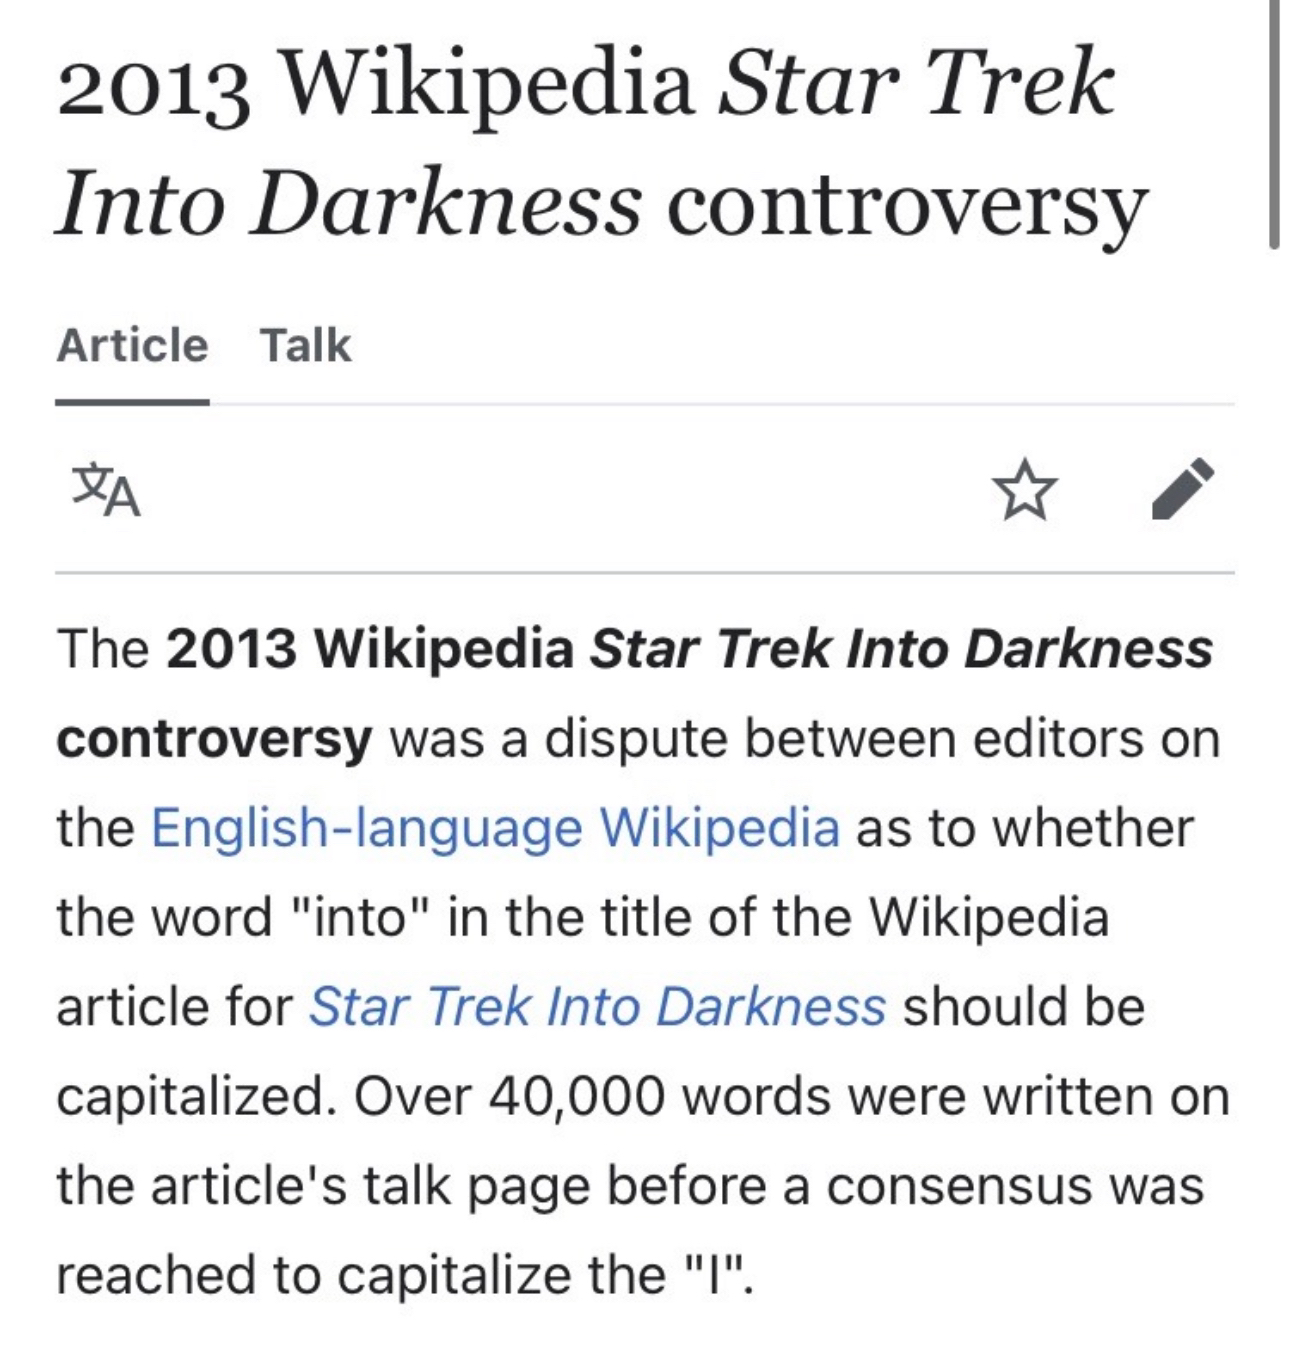 2013 Wikipedia Star Trek
Into Darkness controversy
Article Talk
文A
The 2013 Wikipedia Star Trek Into Darkness
controversy was a dispute between editors on
the English-language Wikipedia as to whether
the word "into" in the title of the Wikipedia
article for Star Trek Into Darkness should be
capitalized. Over 40,000 words were written on
the article's talk page before a consensus was
reached to capitalize the "I".